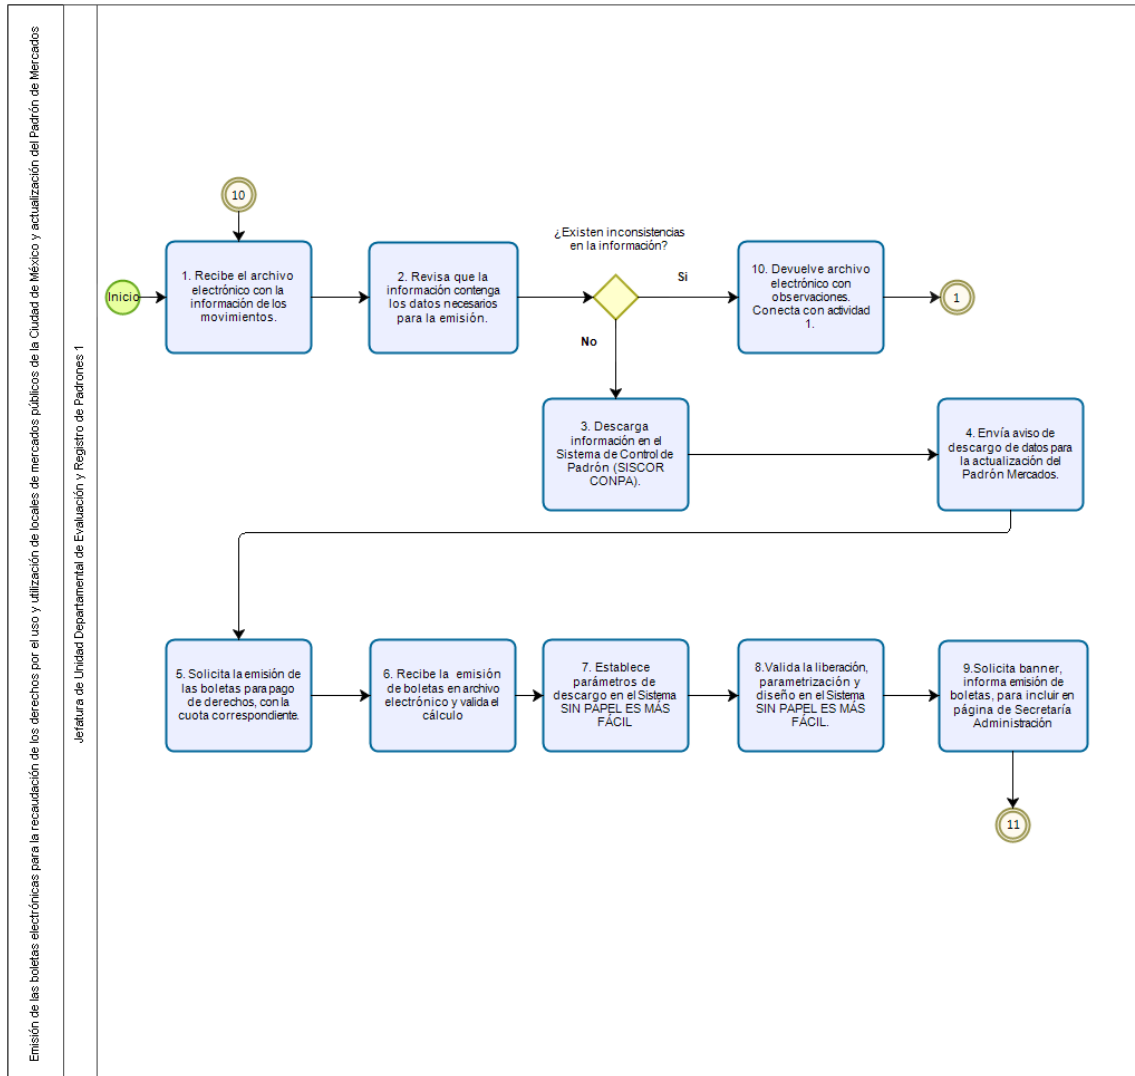 Emisión de las boletas electrónicas para la recaudación de los derechos por el uso y utilización de locales de mercados públicos de la Ciudad de México y actualización del Padrón de Mercados
Jefatura de Unidad Departamental de Evaluación y Registro de Padrones 1
10
¿Existen inconsistencias
en la información?
Inicio
1. Recibe el archivo
electrónico con la
información de los
movimientos.
2. Revisa que la
información contenga
los datos necesarios
para la emisión.
Si
No
10. Devuelve archivo
electrónico con
observaciones.
Conecta con actividad
1.
1
3. Descarga
información en el
Sistema de Control de
Padrón (SISCOR
CONPA).
4. Envía aviso de
descargo de datos para
la actualización del
Padrón Mercados.
5. Solicita la emisión de
las boletas para pago
de derechos, con la
cuota correspondiente.
6. Recibe la emisión
de boletas en archivo
electrónico y valida el
cálculo
7. Establece
parámetros de
descargo en el Sistema
SIN PAPEL ES MÁS
FÁCIL
8.Valida la liberación,
parametrización y
diseño en el Sistema
SIN PAPEL ES MÁS
FÁCIL.
9.Solicita banner,
informa emisión de
boletas, para incluir en
página de Secretaría
Administración
11